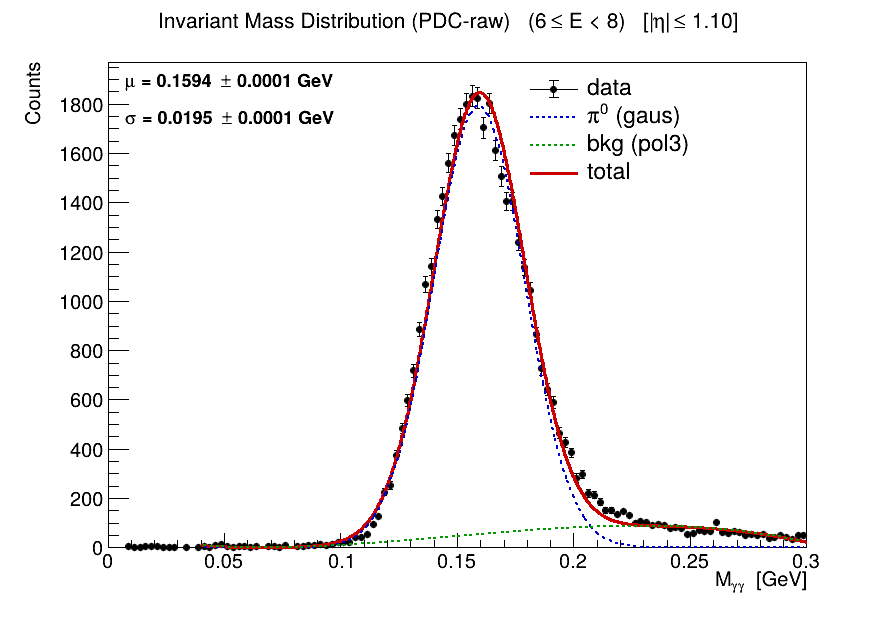 Invariant Mass Distribution (PDC-raw) (6 ≤ E < 8) [|η| ≤ 1.10]
μ = 0.1594 ± 0.0001 GeV
σ = 0.0195 ± 0.0001 GeV
data
π⁰ (gaus)
bkg (pol3)
total
Counts
1800
1600
1400
1200
1000
800
600
400
200
0
0 0.05 0.1 0.15 0.2 0.25 0.3
M_γγ [GeV]